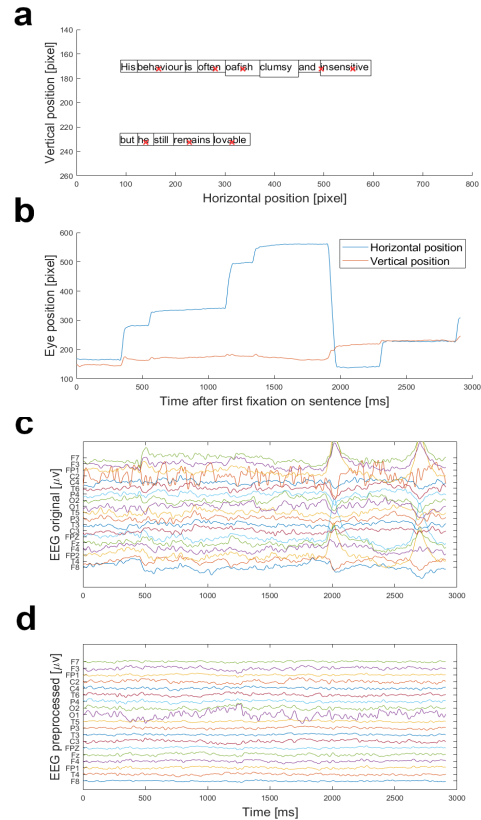 a
140
160
180
200
220
240
260
Vertical position [pixel]
His behaviour is often oafish clumsy and insensitive
but he still remains lovable
0 100 200 300 400 500 600 700 800
Horizontal position [pixel]
b
600
500
400
300
200
100
Eye position [pixel]
Horizontal position
Vertical position
0 500 1000 1500 2000 2500 3000
Time after first fixation on sentence [ms]
c
EEG original [μv]
F7
F3
FP1
C2
C4
T6
P4
O2
O1
T5
P3
T3
C3
FPZ
Fz
F4
FP2
T4
F8
0 500 1000 1500 2000 2500 3000
d
EEG preprocessed [μv]
F7
F3
FP1
C2
C4
T6
P4
O2
O1
T5
P3
T3
C3
FPZ
Fz
F4
FP1
T4
F8
0 500 1000 1500 2000 2500 3000
Time [ms]